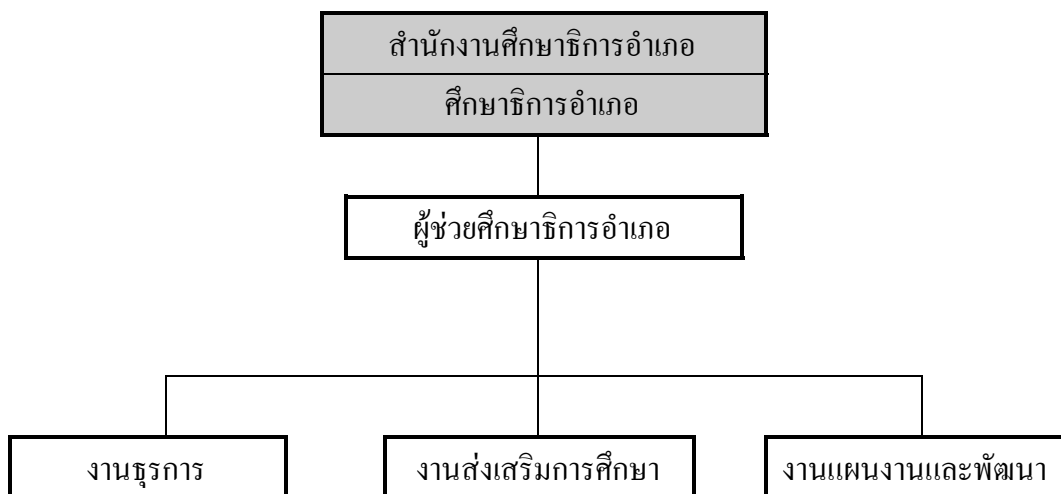 สำนักงานศึกษาธิการอำเภอ
ศึกษาธิการอำเภอ
ผู้ช่วยศึกษาธิการอำเภอ
งานธุรการ
งานส่งเสริมการศึกษา
งานแผนงานและพัฒนา